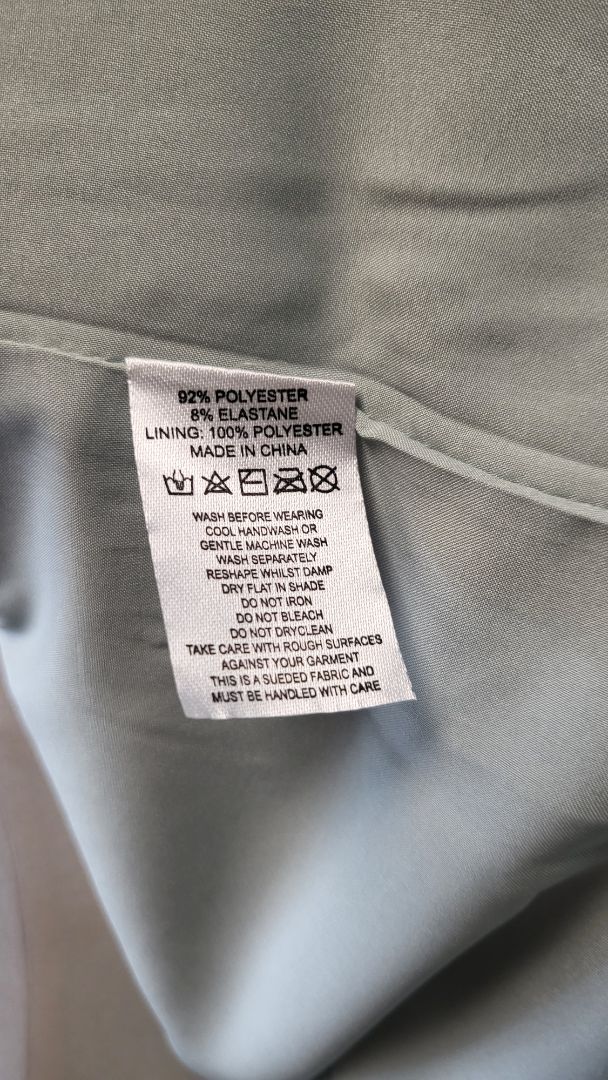 92% POLYESTER
8% ELASTANE
LINING: 100% POLYESTER
MADE IN CHINA
WASH BEFORE WEARING
COOL HANDWASH OR
GENTLE MACHINE WASH
WASH SEPARATELY
RESHAPE WHILST DAMP
DRY FLAT IN SHADE
DO NOT IRON
DO NOT BLEACH
DO NOT DRYCLEAN
TAKE CARE WITH ROUGH SURFACES
AGAINST YOUR GARMENT
THIS IS A SUEDED FABRIC AND
MUST BE HANDLED WITH CARE